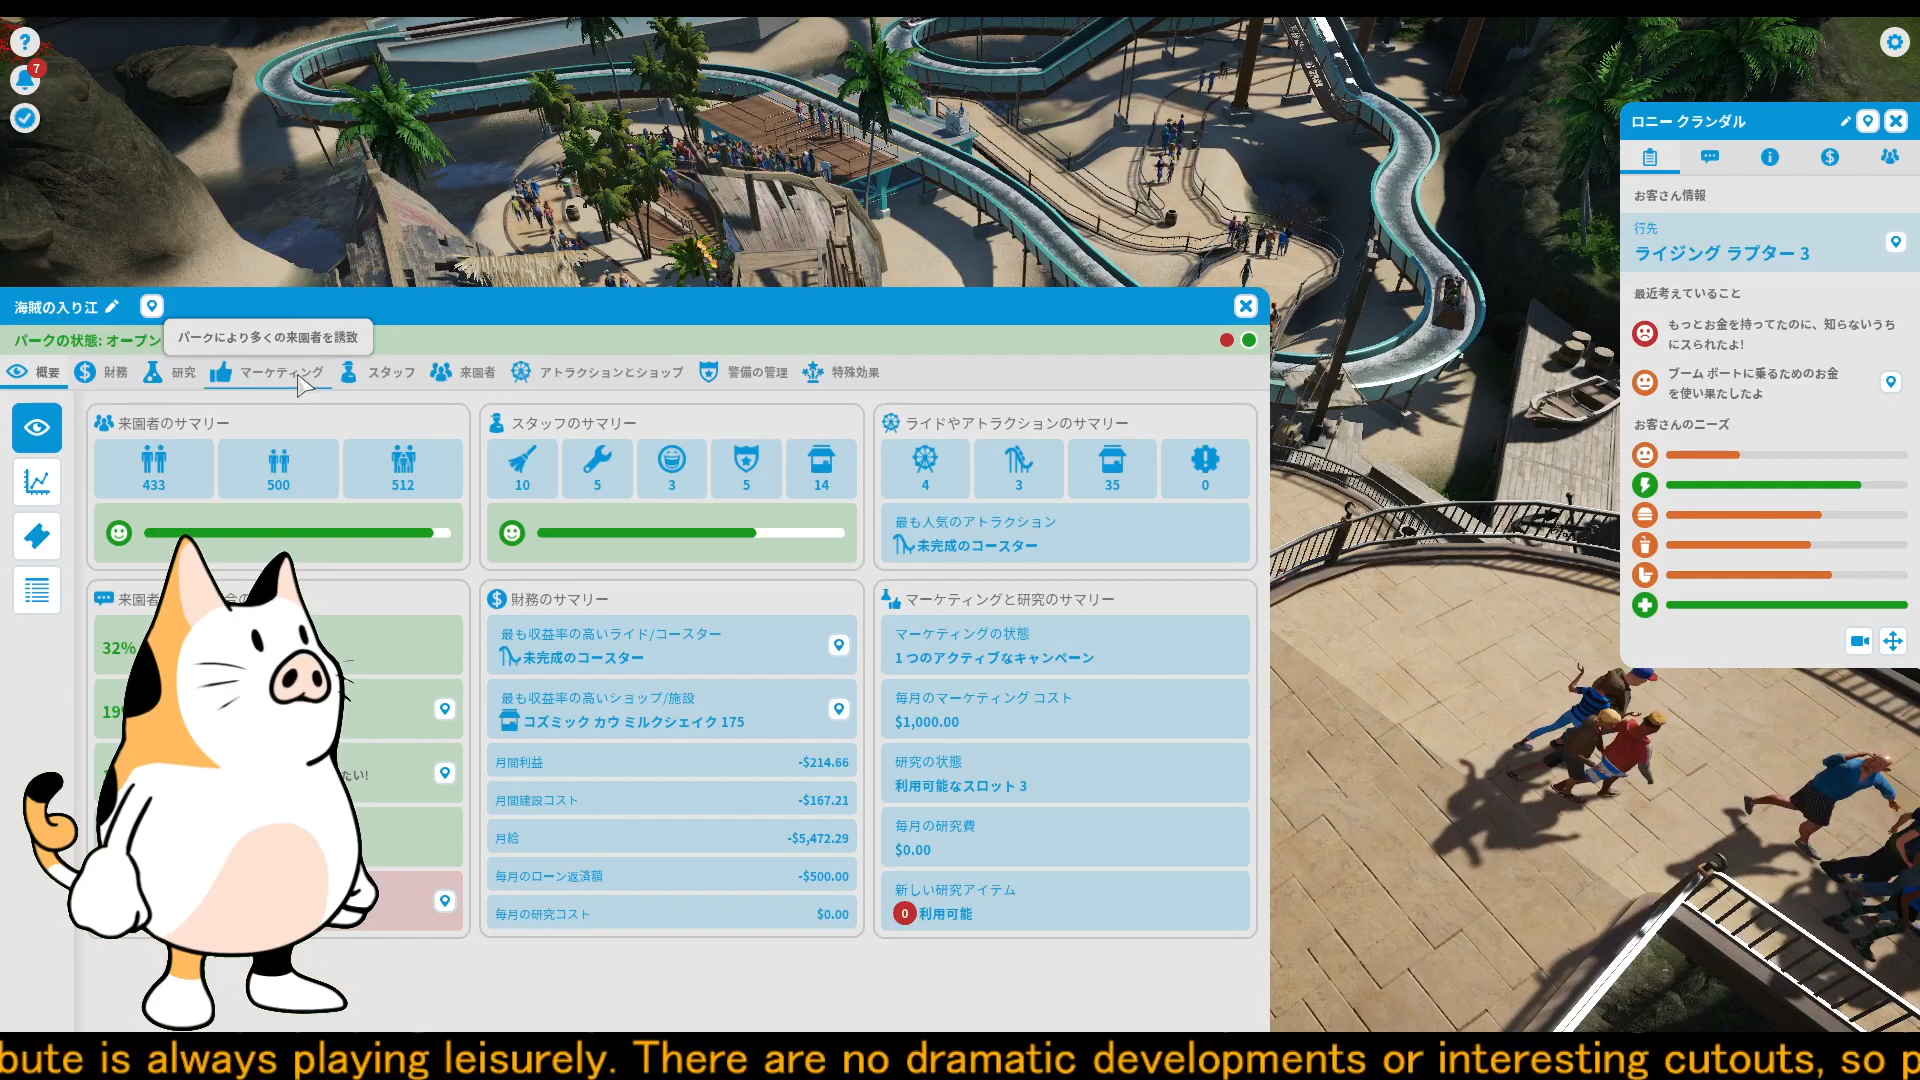 ?
7
海賊の入り江
パークの状態: オープン
パークにより多くの来園者を誘致
概要
財務
研究
マーケティング
スタッフ
来園者
アトラクションとショップ
警備の管理
特殊効果
来園者のサマリー
433
500
512
スタッフのサマリー
10
5
3
5
14
ライドやアトラクションのサマリー
4
3
35
0
最も人気のアトラクション
未完成のコースター
来園者
32%
19
たい!
財務のサマリー
最も収益率の高いライド/コースター
未完成のコースター
最も収益率の高いショップ/施設
コズミック カウ ミルクシェイク 175
月間利益 -$214.66
月間建設コスト -$167.21
月給 -$5,472.29
毎月のローン返済額 -$500.00
毎月の研究コスト $0.00
マーケティングと研究のサマリー
マーケティングの状態
1 つのアクティブなキャンペーン
毎月のマーケティング コスト
$1,000.00
研究の状態
利用可能なスロット 3
毎月の研究費
$0.00
新しい研究アイテム
0 利用可能
ロニー クランダル
お客さん情報
行先
ライジング ラプター 3
最近考えていること
もっとお金を持ってたのに、知らないうち
にスられたよ!
ブーム ボートに乗るためのお金
を使い果たしたよ
お客さんのニーズ
bute is always playing leisurely. There are no dramatic developments or interesting cutouts, so p